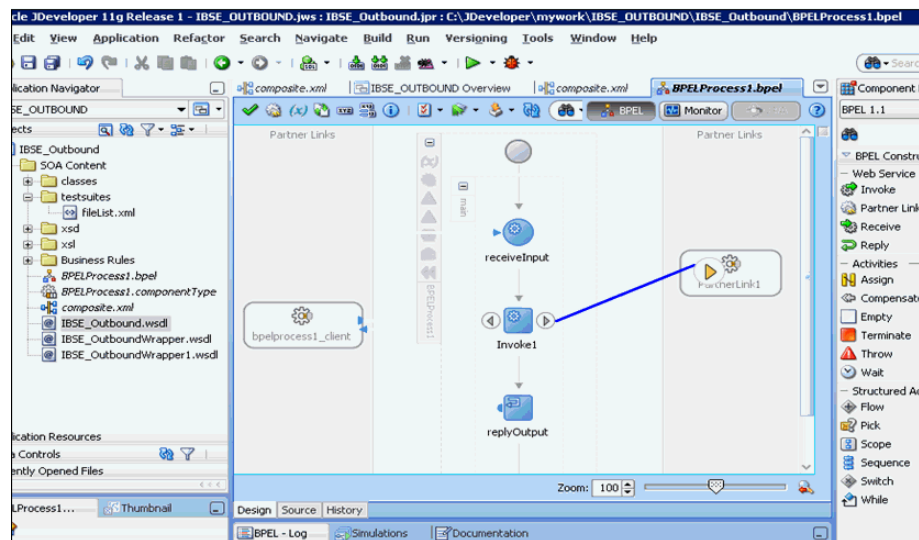 cle JDeveloper 11g Release 1 - IBSE_OUTBOUND.jws : IBSE_Outbound.jpr : C:\JDeveloper\mywork\IBSE_OUTBOUND\IBSE_Outbound\BPELProcess1.bpel
Edit View Application Refactor Search Navigate Build Run Versioning Tools Window Help
Searc
lication Navigator
composite.xml
IBSE_OUTBOUND Overview
composite.xml
BPELProcess1.bpel
Component
SE_OUTBOUND
BPEL
Monitor
BPEL 1.1
ects
IBSE_Outbound
SOA Content
classes
testsuites
fileList.xml
xsd
xsl
Business Rules
BPELProcess1.bpel
BPELProcess1.componentType
composite.xml
IBSE_Outbound.wsdl
IBSE_OutboundWrapper.wsdl
IBSE_OutboundWrapper1.wsdl
lication Resources
a Controls
ently Opened Files
LProcess1...
Thumbnail
Partner Links
Partner Links
main
BPELProcess1
receiveInput
bpelprocess1_client
Invoke1
PartnerLink1
replyOutput
Zoom: 100
Design Source History
BPEL - Log
Simulations
Documentation
BPEL Constru
Web Service
Invoke
Partner Link
Receive
Reply
Activities
Assign
Compensat
Empty
Terminate
Throw
Wait
Structured Ac
Flow
Pick
Scope
Sequence
Switch
While